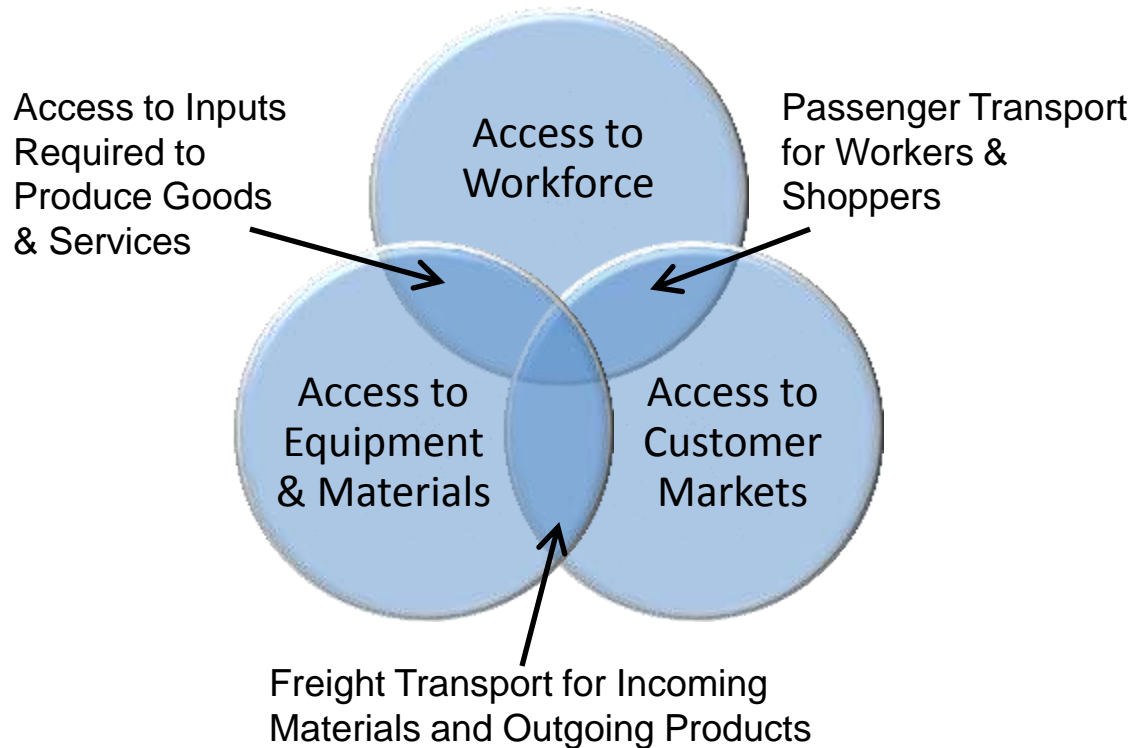 Access to Inputs
Required to
Produce Goods
& Services
Access to
Workforce
Passenger Transport
for Workers &
Shoppers
Access to
Equipment
& Materials
Access to
Customer
Markets
Freight Transport for Incoming
Materials and Outgoing Products